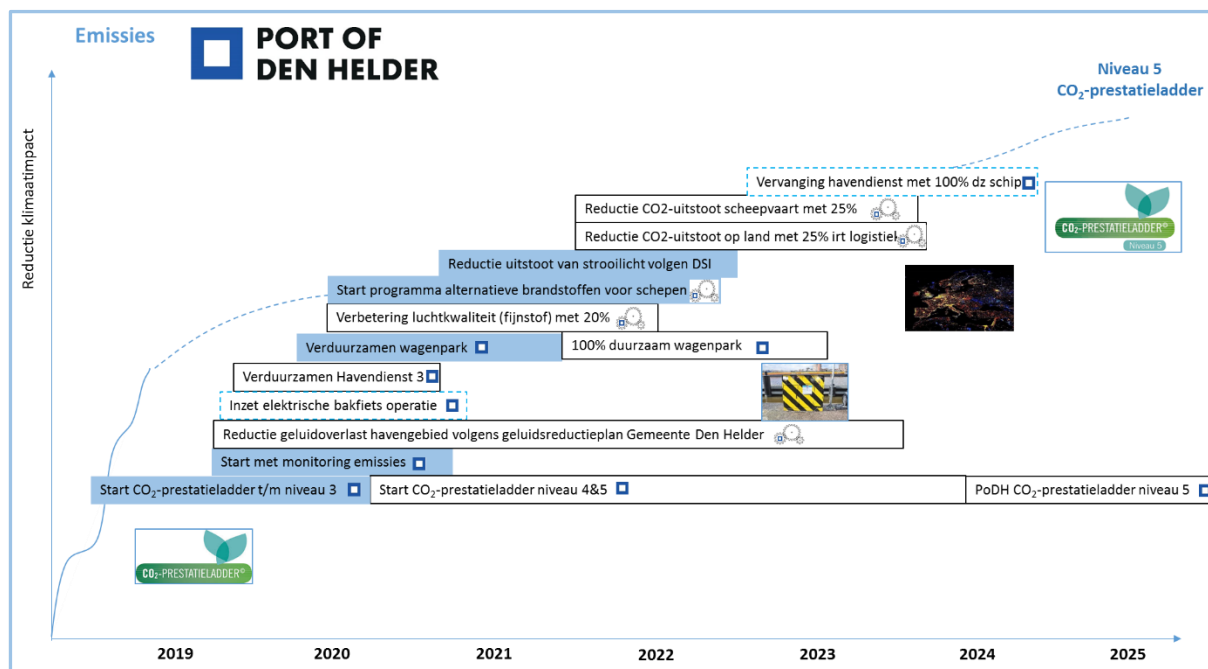 Emissies
PORT OF
DEN HELDER
Niveau 5
CO₂-prestatieladder
Reductie klimaatimpact
Vervanging havendienst met 100% dz schip
Reductie CO2-uitstoot scheepvaart met 25%
Reductie CO2-uitstoot op land met 25% irt logistiek
CO₂-PRESTATIELADDER©
Niveau 5
Reductie uitstoot van strooilicht volgen DSI
Start programma alternatieve brandstoffen voor schepen
Verbetering luchtkwaliteit (fijnstof) met 20%
Verduurzamen wagenpark
100% duurzaam wagenpark
Verduurzamen Havendienst 3
Inzet elektrische bakfiets operatie
Reductie geluidoverlast havengebied volgens geluidsreductieplan Gemeente Den Helder
Start met monitoring emissies
Start CO₂-prestatieladder t/m niveau 3
Start CO₂-prestatieladder niveau 4&5
PoDH CO₂-prestatieladder niveau 5
CO₂-PRESTATIELADDER©
2019
2020
2021
2022
2023
2024
2025